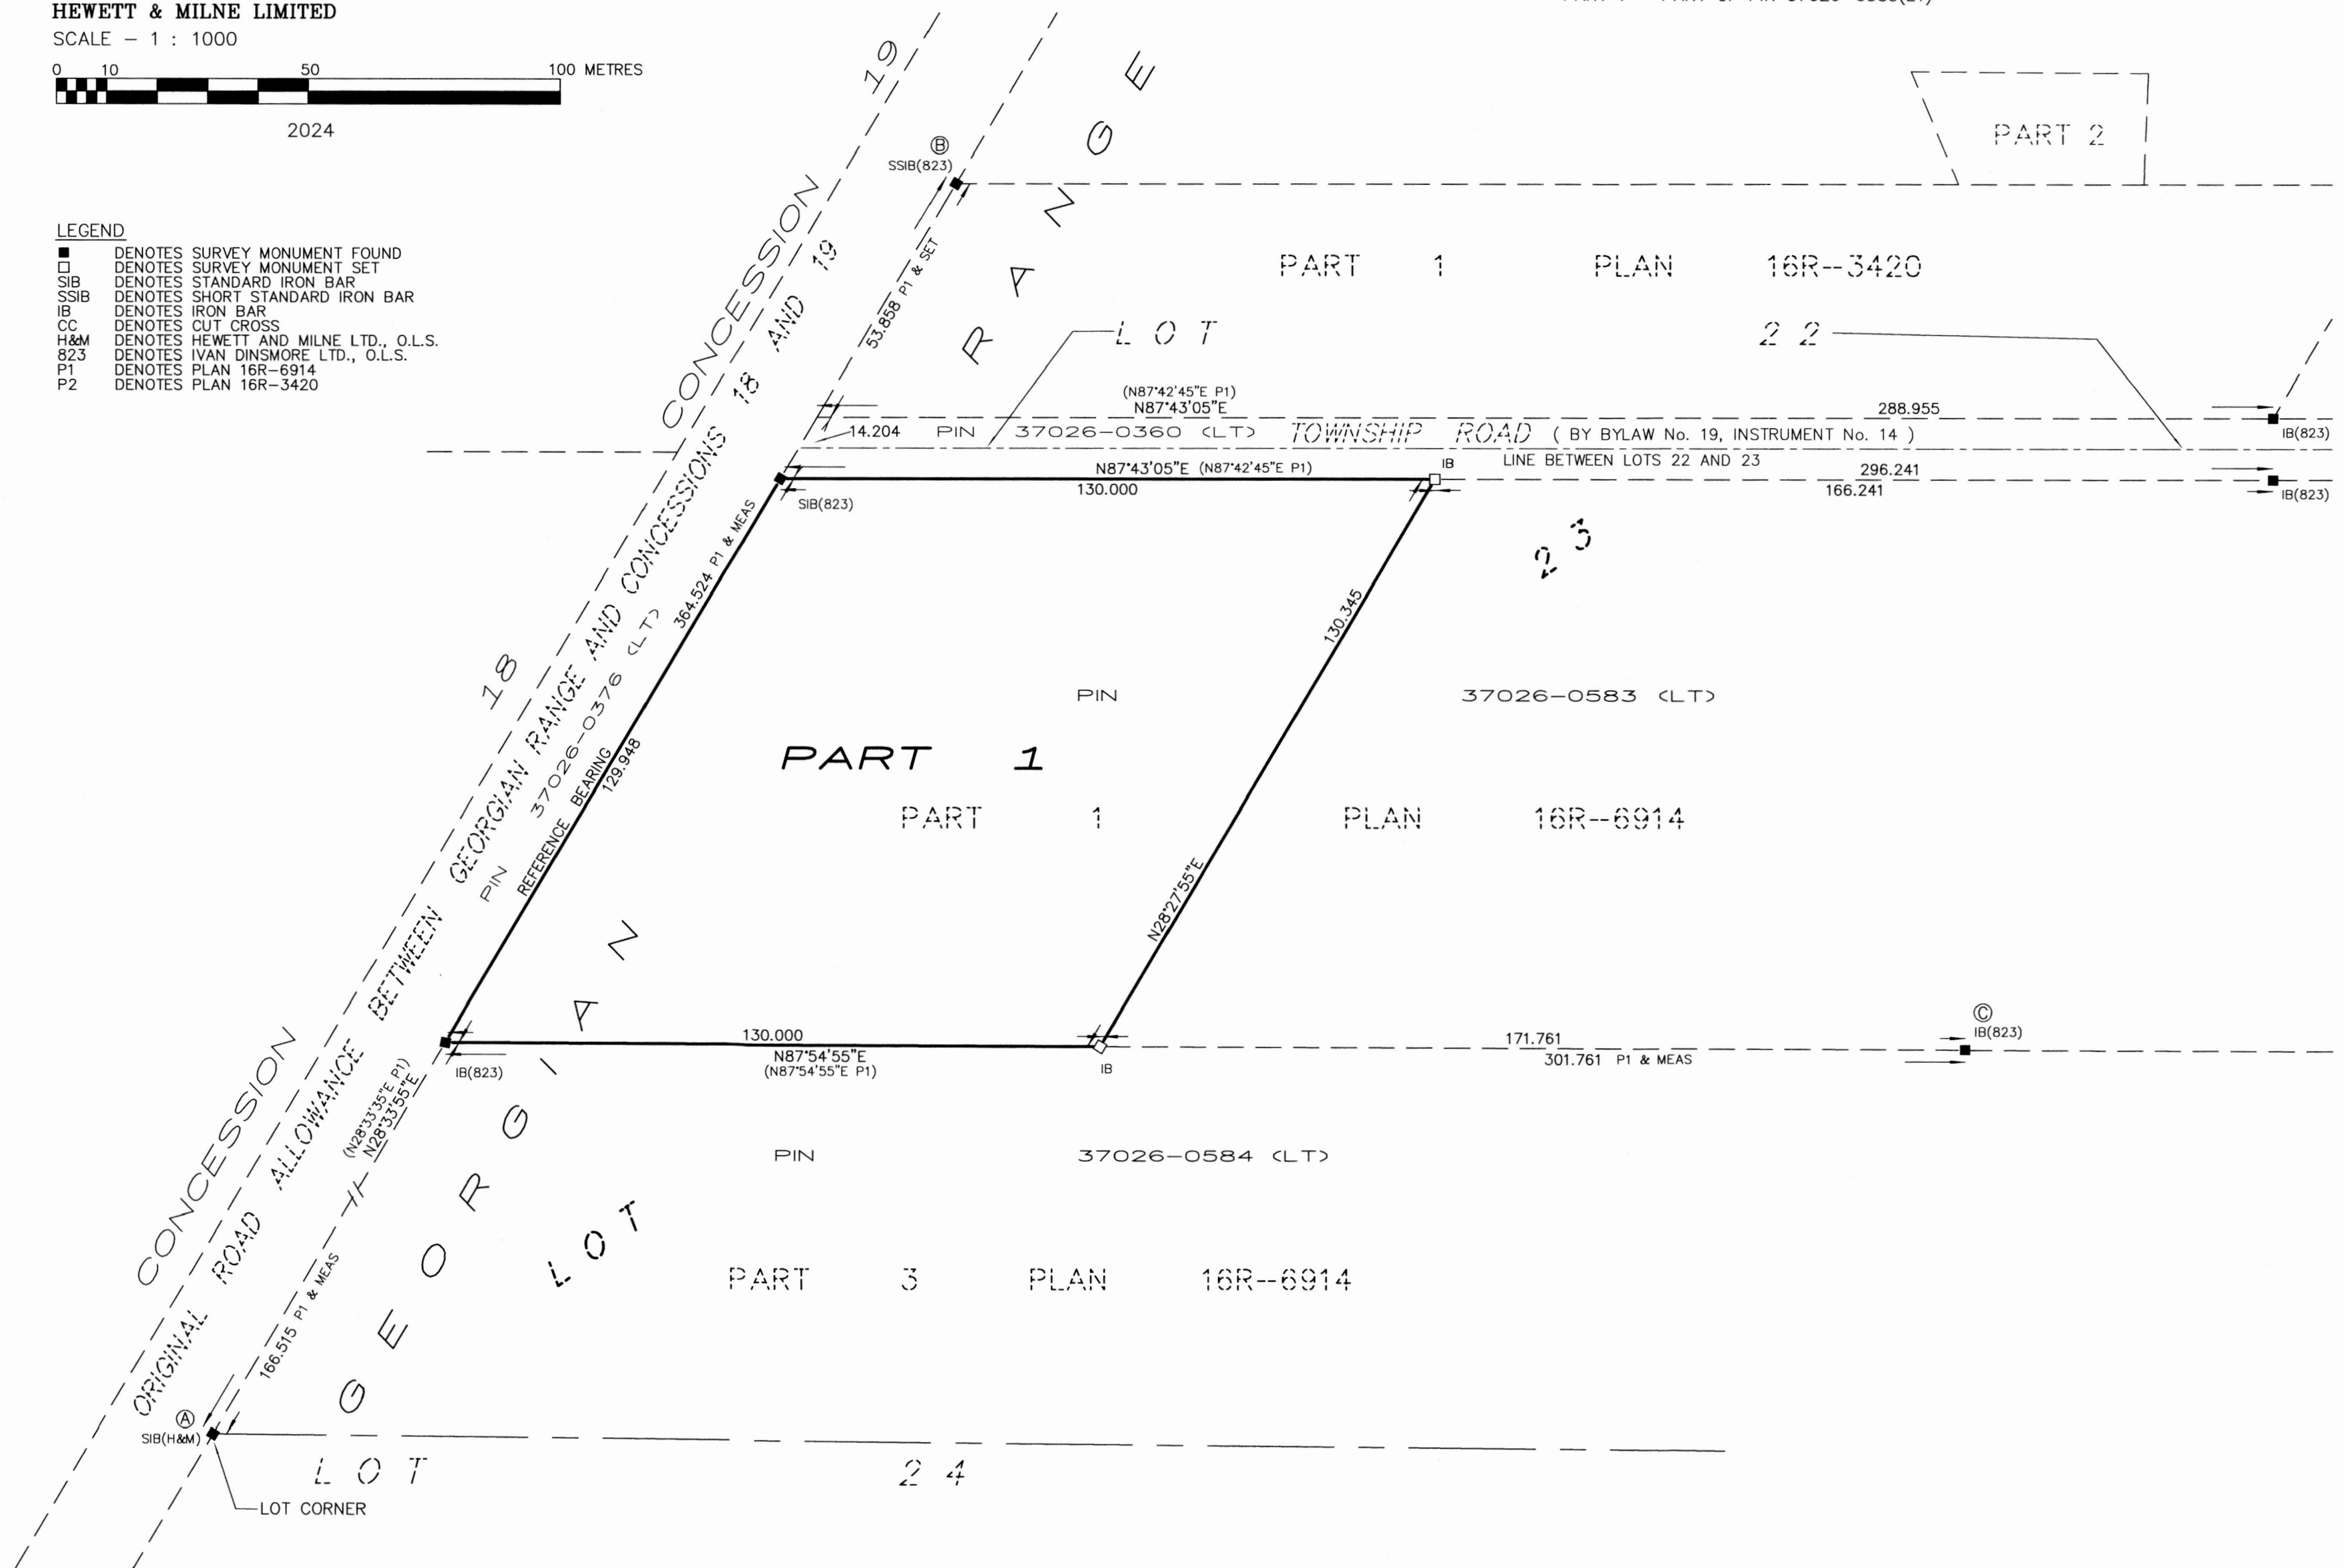 HEWETT & MILNE LIMITED
SCALE - 1 : 1000
0 10 50 100 METRES
2024
LEGEND
■ DENOTES SURVEY MONUMENT FOUND
□ DENOTES SURVEY MONUMENT SET
SIB DENOTES STANDARD IRON BAR
SSIB DENOTES SHORT STANDARD IRON BAR
IB DENOTES IRON BAR
CC DENOTES CUT CROSS
H&M DENOTES HEWETT AND MILNE LTD., O.L.S.
823 DENOTES IVAN DINSMORE LTD., O.L.S.
P1 DENOTES PLAN 16R-6914
P2 DENOTES PLAN 16R-3420
CONCESSION 19
Ⓑ
SSIB(823)
PART 2
PART 1 PLAN 16R--3420
53.858 P1 & SET
LOT 22
(N87°42'45"E P1)
N87°43'05"E
288.955
IB(823)
14.204
PIN 37026-0360 (LT) TOWNSHIP ROAD ( BY BYLAW No. 19, INSTRUMENT No. 14 )
LINE BETWEEN LOTS 22 AND 23
N87°43'05"E (N87°42'45"E P1)
130.000
IB
296.241
166.241
IB(823)
SIB(823)
364.524 P1 & MEAS
23
130.345
N28°27'55"E
CONCESSION 18
ORIGINAL ROAD ALLOWANCE BETWEEN GEORGIAN RANGE AND CONCESSIONS 18 AND 19
PIN 37026-0376 (LT)
REFERENCE BEARING
129.948
PIN 37026-0583 (LT)
PART 1
PART 1 PLAN 16R--6914
GEORGIAN RANGE
130.000
N87°54'55"E
(N87°54'55"E P1)
IB(823)
IB
171.761
301.761 P1 & MEAS
Ⓒ
IB(823)
(N28°33'35"E P1)
N28°33'55"E
PIN 37026-0584 (LT)
LOT
PART 3 PLAN 16R--6914
166.515 P1 & MEAS
Ⓐ
SIB(H&M)
LOT 24
LOT CORNER